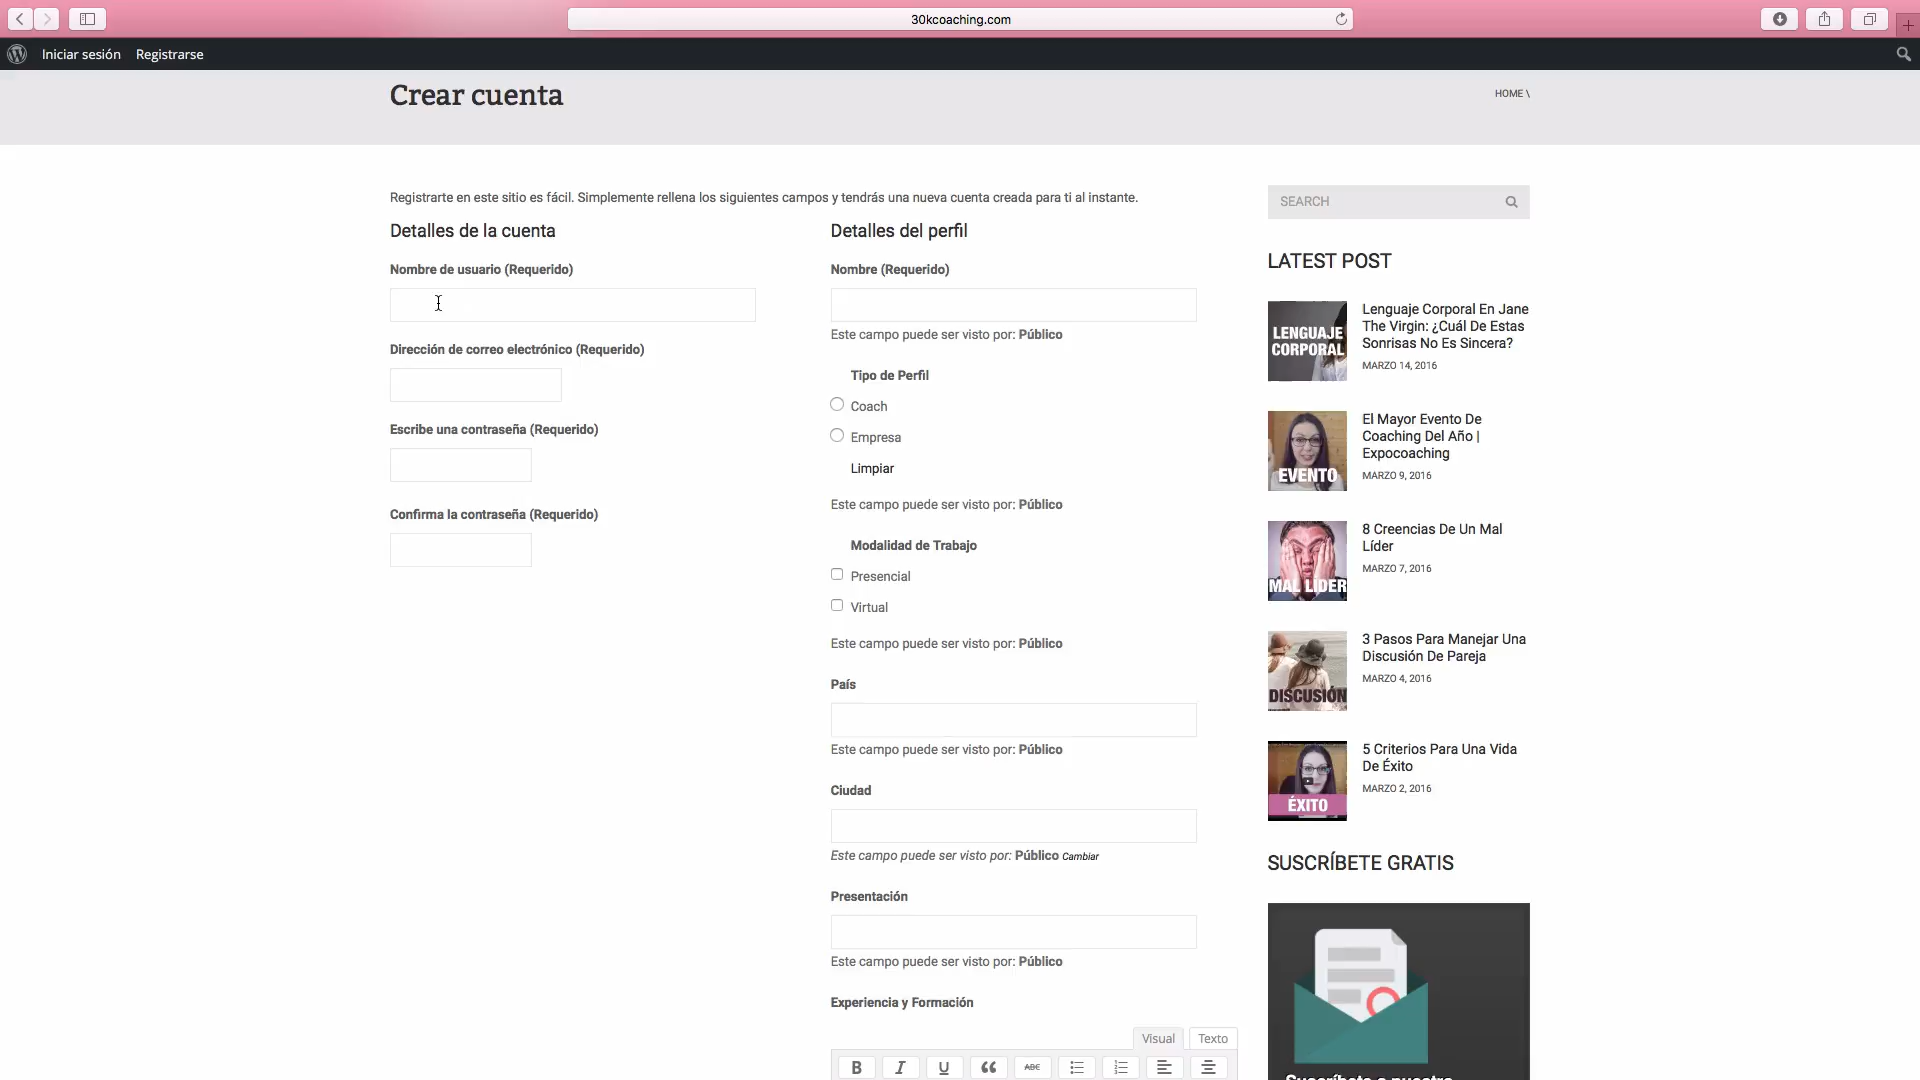 30kcoaching.com
Iniciar sesión Registrarse
Crear cuenta
HOME \
Registrarte en este sitio es fácil. Simplemente rellena los siguientes campos y tendrás una nueva cuenta creada para ti al instante.
Detalles de la cuenta
Nombre de usuario (Requerido)
Dirección de correo electrónico (Requerido)
Escribe una contraseña (Requerido)
Confirma la contraseña (Requerido)
Detalles del perfil
Nombre (Requerido)
Este campo puede ser visto por: Público
Tipo de Perfil
Coach
Empresa
Limpiar
Este campo puede ser visto por: Público
Modalidad de Trabajo
Presencial
Virtual
Este campo puede ser visto por: Público
País
Este campo puede ser visto por: Público
Ciudad
Este campo puede ser visto por: Público Cambiar
Presentación
Este campo puede ser visto por: Público
Experiencia y Formación
Visual Texto
B I U ABC
SEARCH
LATEST POST
LENGUAJE
CORPORAL
Lenguaje Corporal En Jane
The Virgin: ¿Cuál De Estas
Sonrisas No Es Sincera?
MARZO 14, 2016
EVENTO
El Mayor Evento De
Coaching Del Año |
Expocoaching
MARZO 9, 2016
MAL LÍDER
8 Creencias De Un Mal
Líder
MARZO 7, 2016
DISCUSIÓN
3 Pasos Para Manejar Una
Discusión De Pareja
MARZO 4, 2016
ÉXITO
5 Criterios Para Una Vida
De Éxito
MARZO 2, 2016
SUSCRÍBETE GRATIS